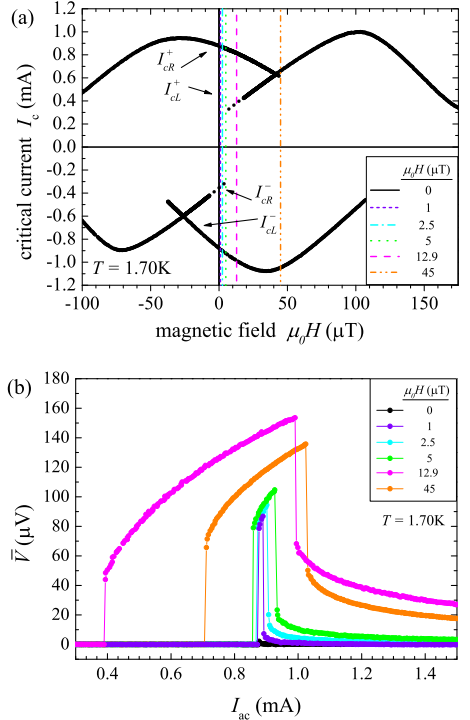 (a)
1.2
1.0
0.8
0.6
0.4
0.2
0.0
-0.2
-0.4
-0.6
-0.8
-1.0
-1.2
critical current I_c (mA)
I_cR^+
I_cL^+
I_cR^-
I_cL^-
μ₀H (μT)
0
1
2.5
5
12.9
45
T = 1.70K
-100 -50 0 50 100 150
magnetic field μ₀H (μT)
(b)
180
160
140
120
100
80
60
40
20
0
V̄ (μV)
μ₀H (μT)
0
1
2.5
5
12.9
45
T = 1.70K
0.4 0.6 0.8 1.0 1.2 1.4
I_ac (mA)